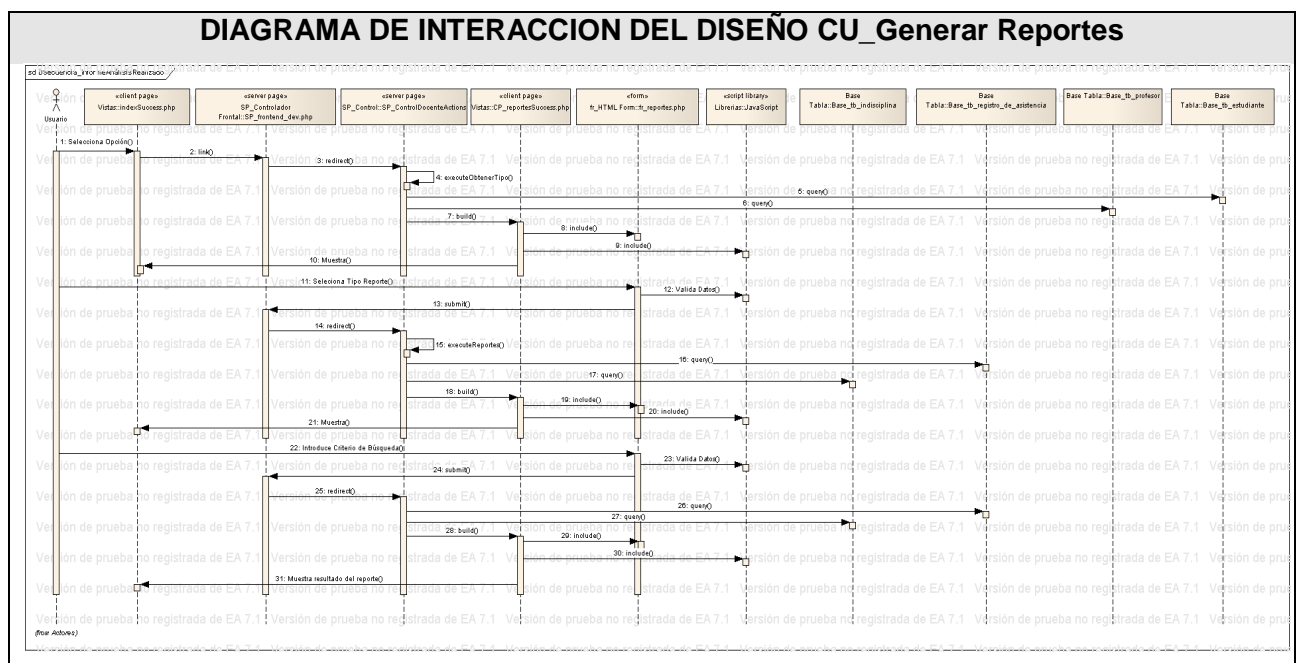 DIAGRAMA DE INTERACCION DEL DISEÑO CU_Generar Reportes
Usuario
«client page»
Vistas::indexSuccess.php
«server page»
SP_Controlador
Frontal::SP_frontend_dev.php
«server page»
SP_Control::SP_ControlDocenteActions
«client page»
Vistas::CP_reportesSuccess.php
«form»
fr_HTML Form::fr_reportes.php
«script library»
Librerias::JavaScript
Base
Tabla::Base_tb_indisciplina
Base
Tabla::Base_tb_registro_de_asistencia
Base Tabla::Base_tb_profesor
Base
Tabla::Base_tb_estudiante
1: Selecciona Opción()
2: link()
3: redirect()
4: executeObtenerTipo()
5: query()
6: query()
7: build()
8: include()
9: include()
10: Muestra()
11: Seleciona Tipo Reporte()
12: Valida Datos()
13: submit()
14: redirect()
15: executeReportes()
16: query()
17: query()
18: build()
19: include()
20: include()
21: Muestra()
22: Introduce Criterio de Búsqueda()
23: Valida Datos()
24: submit()
25: redirect()
26: query()
27: query()
28: build()
29: include()
30: include()
31: Muestra resultado del reporte()
(from Actores)
Versión de prueba no registrada de EA 7.1